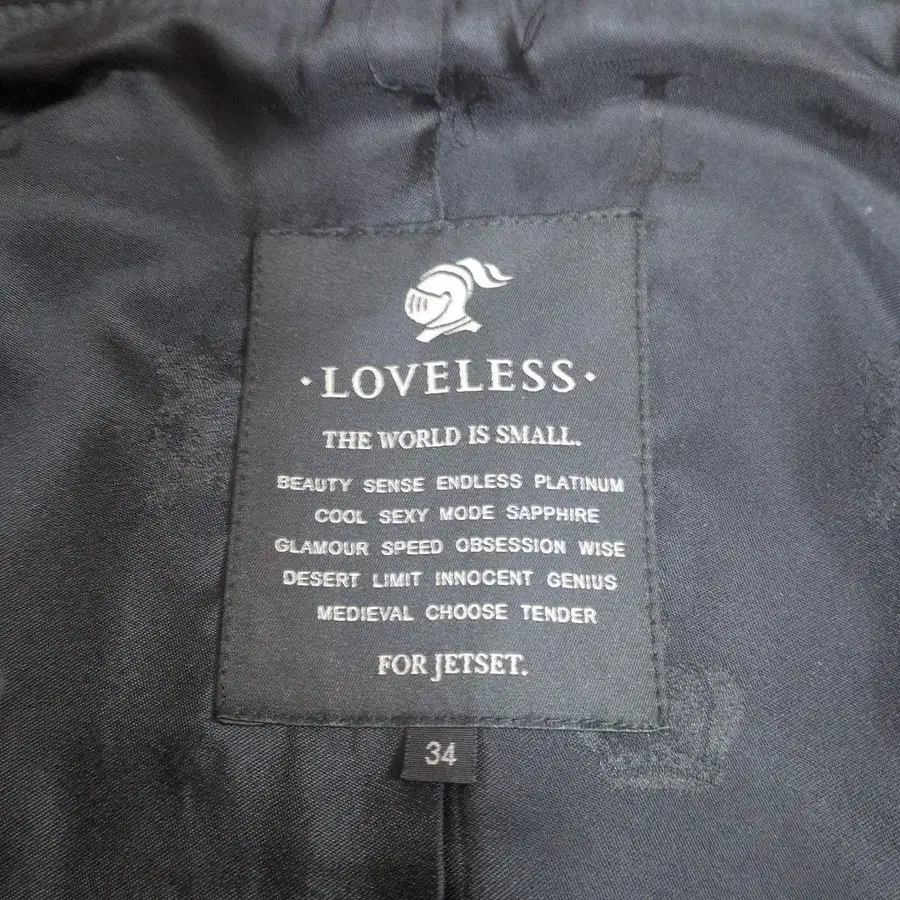 L
·LOVELESS·
THE WORLD IS SMALL.
BEAUTY SENSE ENDLESS PLATINUM
COOL SEXY MODE SAPPHIRE
GLAMOUR SPEED OBSESSION WISE
DESERT LIMIT INNOCENT GENIUS
MEDIEVAL CHOOSE TENDER
FOR JETSET.
34